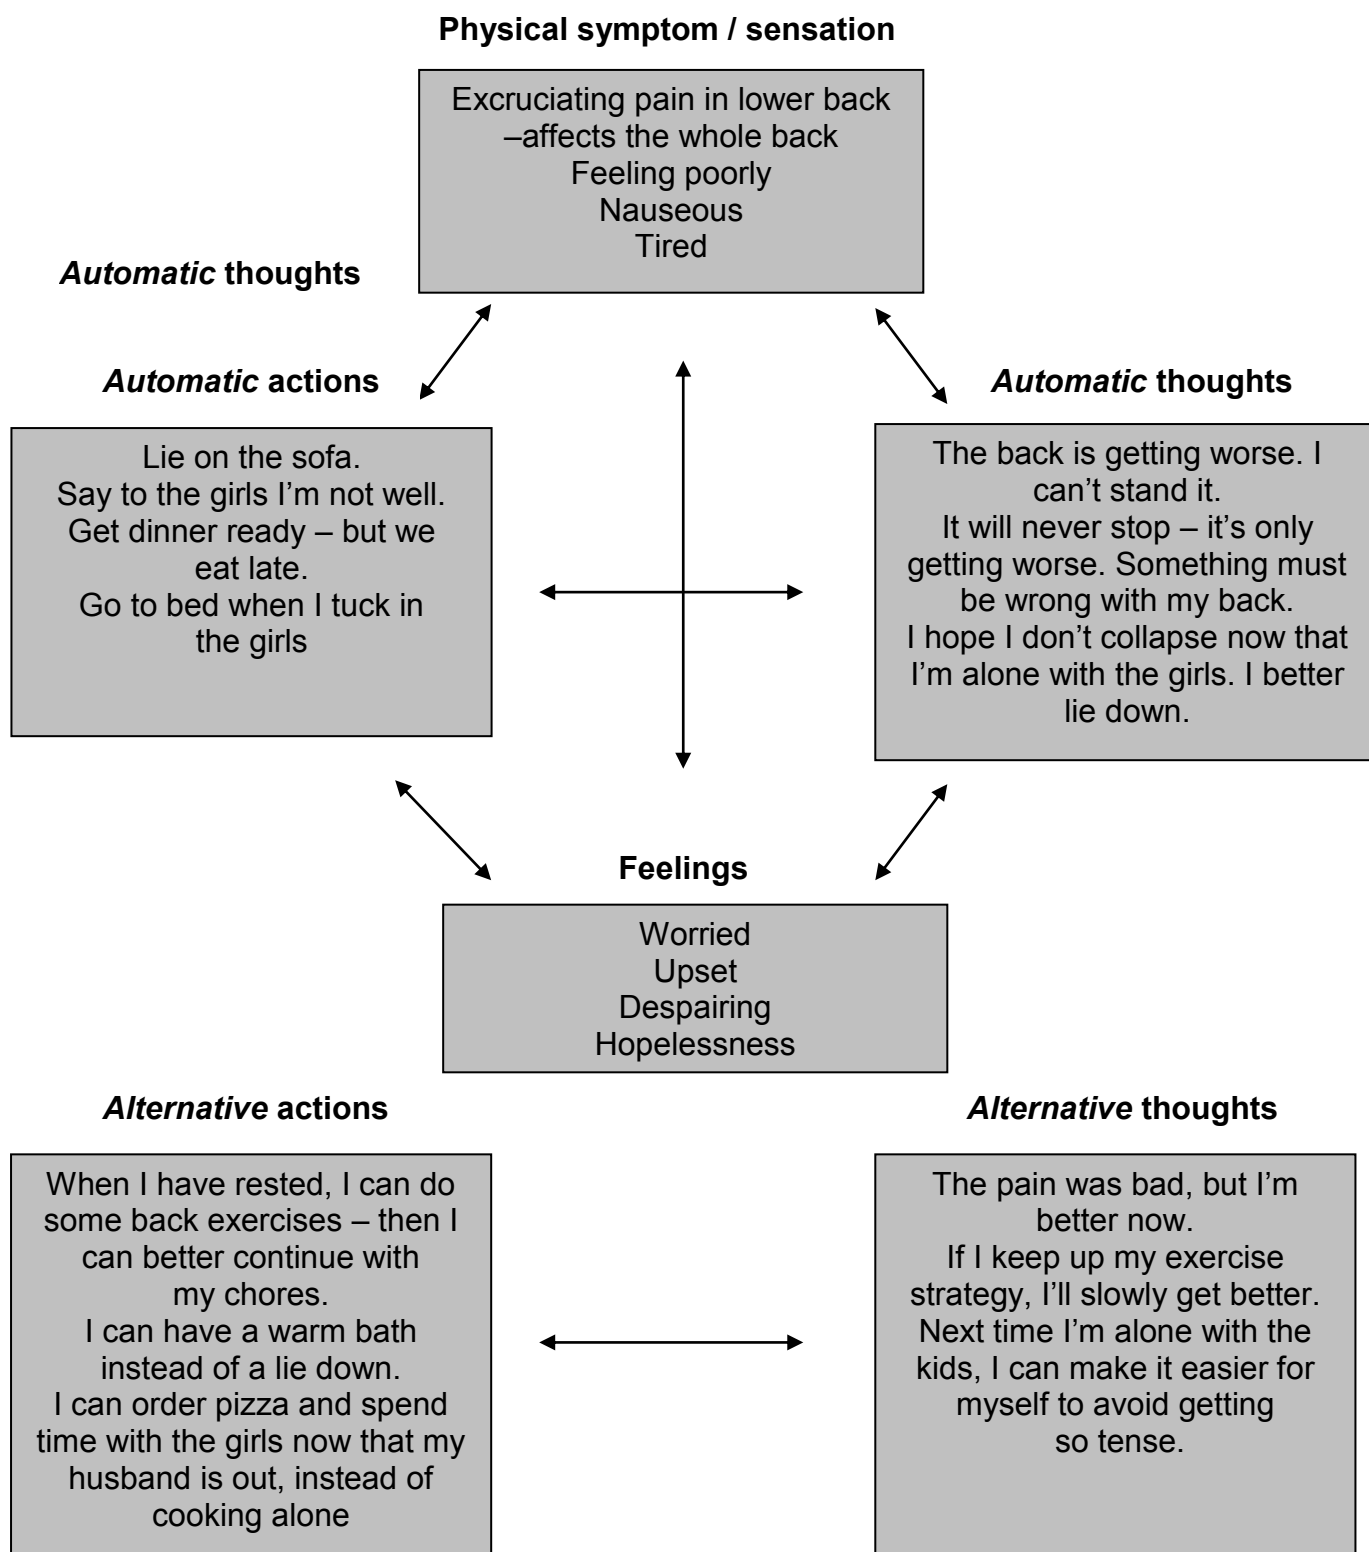 Physical symptom / sensation
Excruciating pain in lower back
–affects the whole back
Feeling poorly
Nauseous
Tired
Automatic thoughts
Automatic actions
Lie on the sofa.
Say to the girls I'm not well.
Get dinner ready – but we
eat late.
Go to bed when I tuck in
the girls
Automatic thoughts
The back is getting worse. I
can't stand it.
It will never stop – it's only
getting worse. Something must
be wrong with my back.
I hope I don't collapse now that
I'm alone with the girls. I better
lie down.
Feelings
Worried
Upset
Despairing
Hopelessness
Alternative actions
When I have rested, I can do
some back exercises – then I
can better continue with
my chores.
I can have a warm bath
instead of a lie down.
I can order pizza and spend
time with the girls now that my
husband is out, instead of
cooking alone
Alternative thoughts
The pain was bad, but I'm
better now.
If I keep up my exercise
strategy, I'll slowly get better.
Next time I'm alone with the
kids, I can make it easier for
myself to avoid getting
so tense.